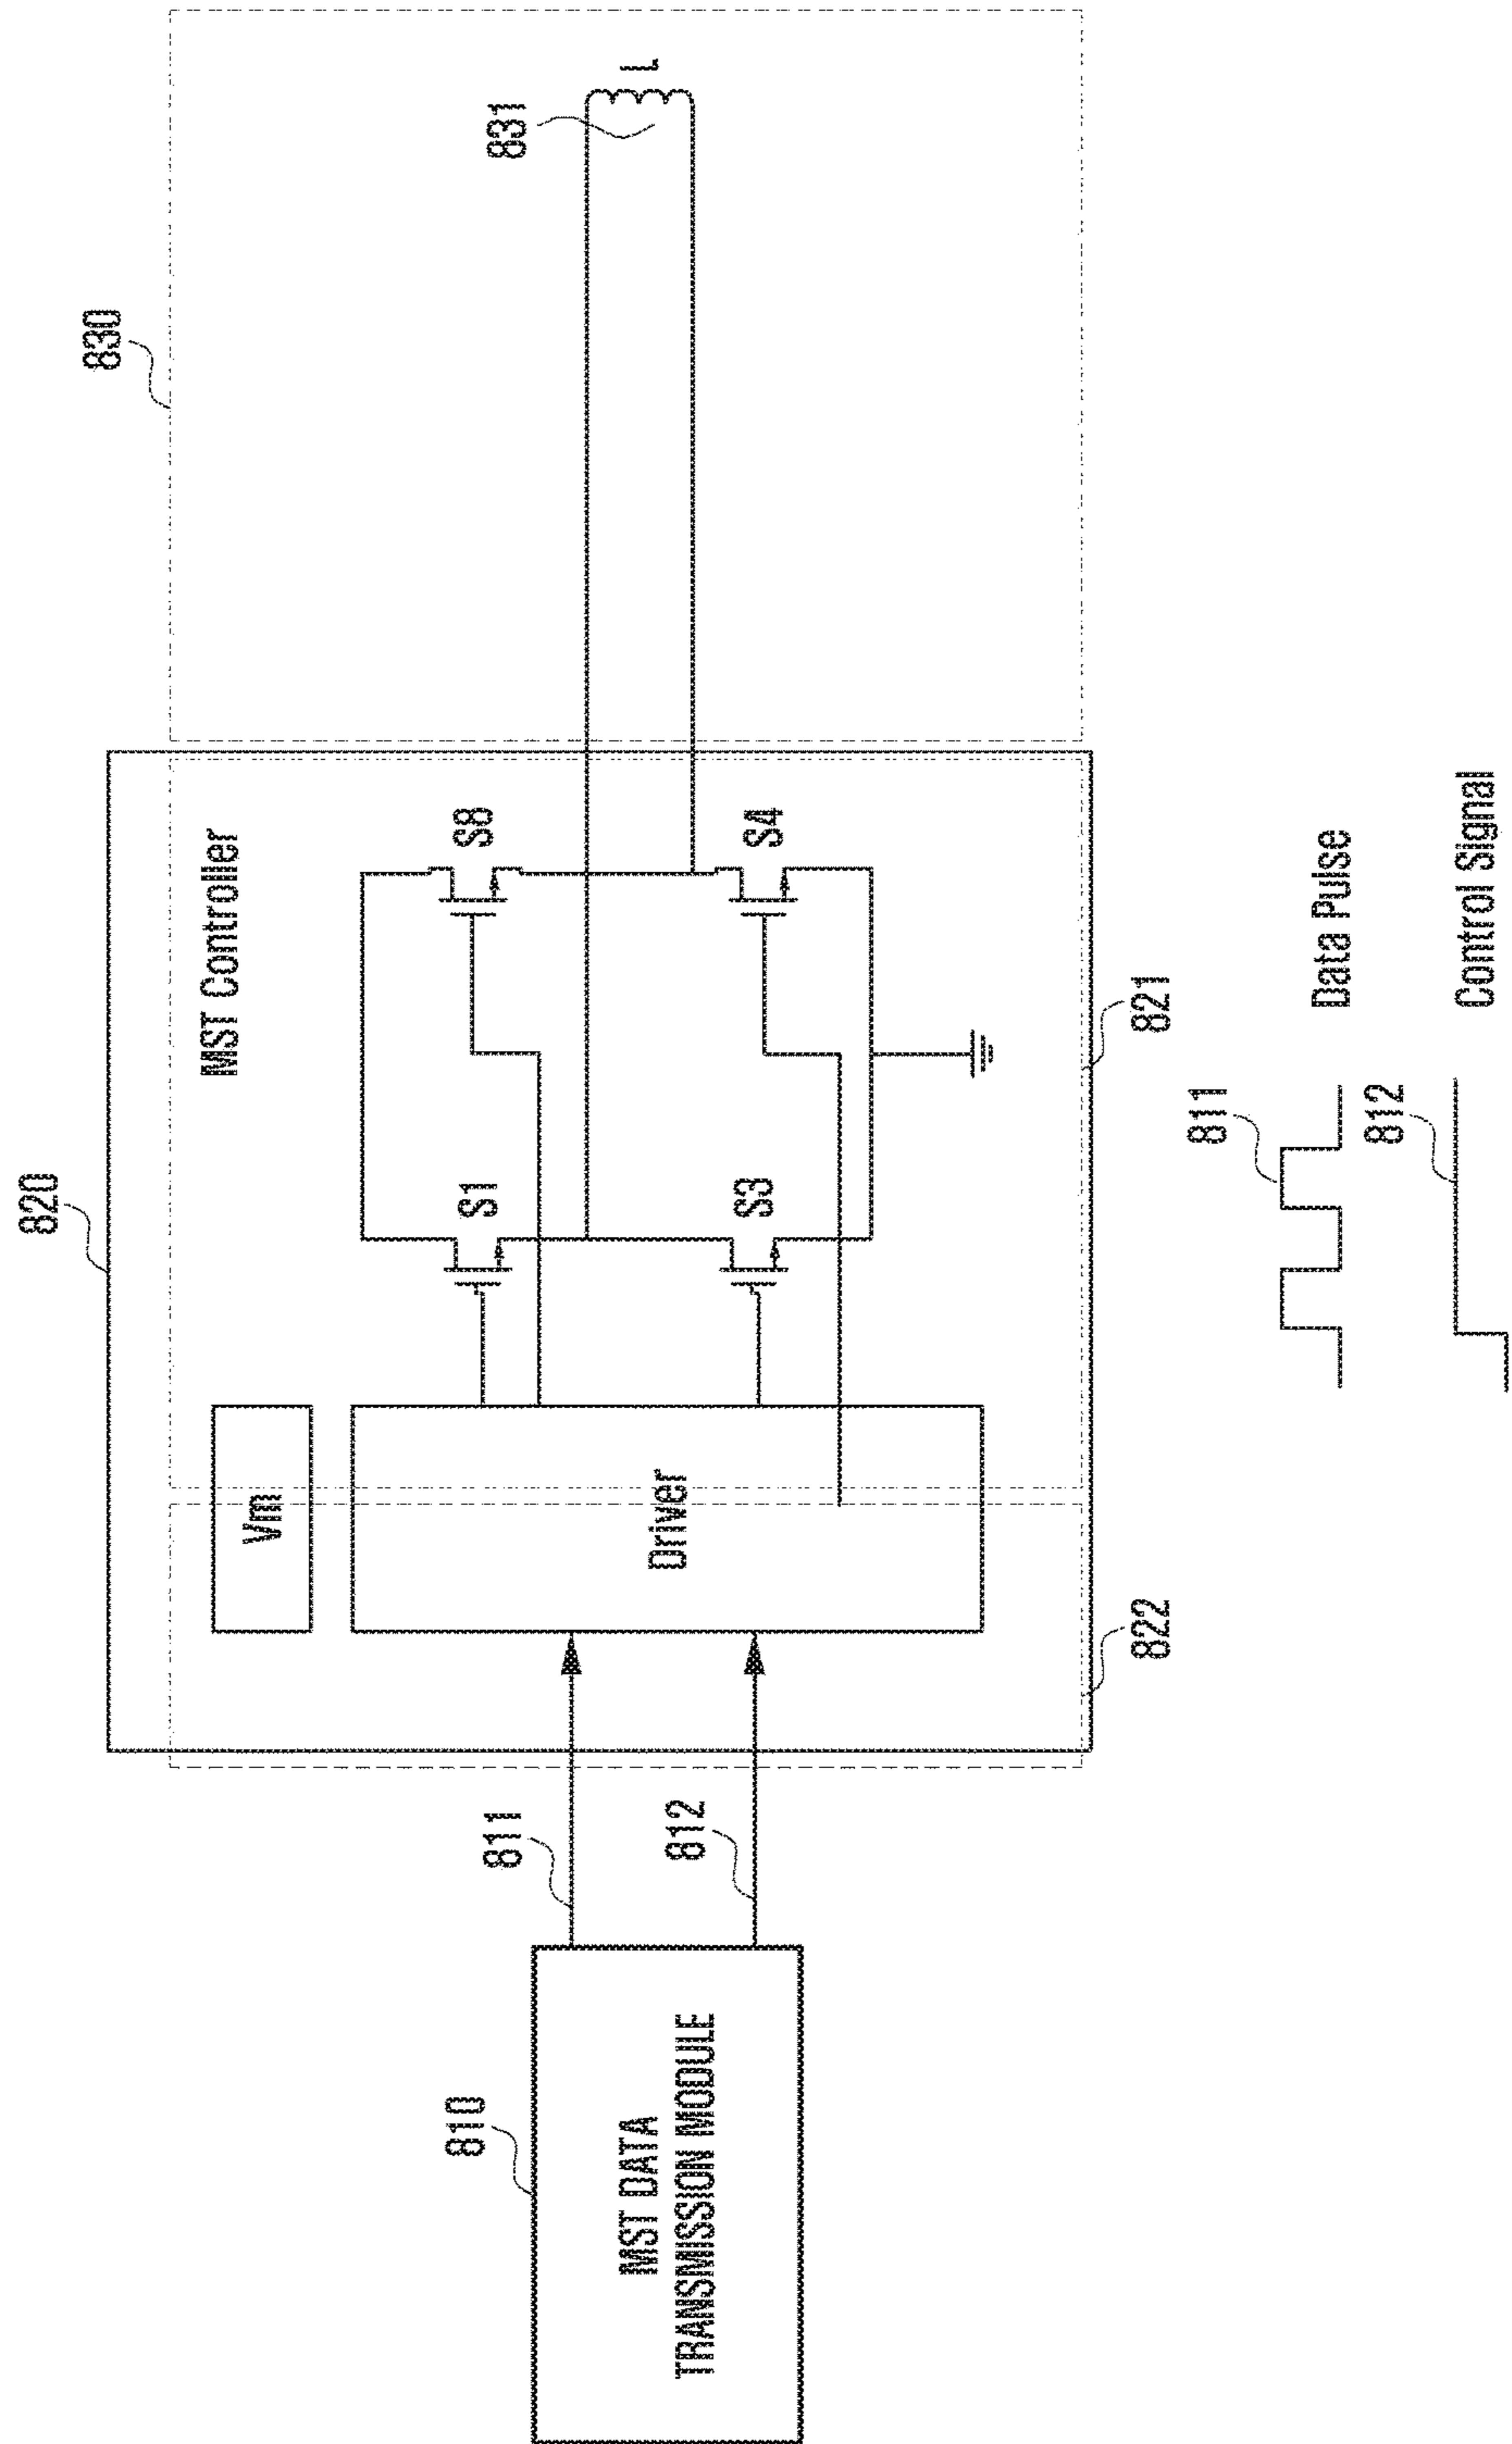 820
830
MST Controller
Vm
S1
S8
831
L
811
810
MST DATA
TRANSMISSION MODULE
Driver
812
S3
S4
822
821
811
Data Pulse
812
Control Signal